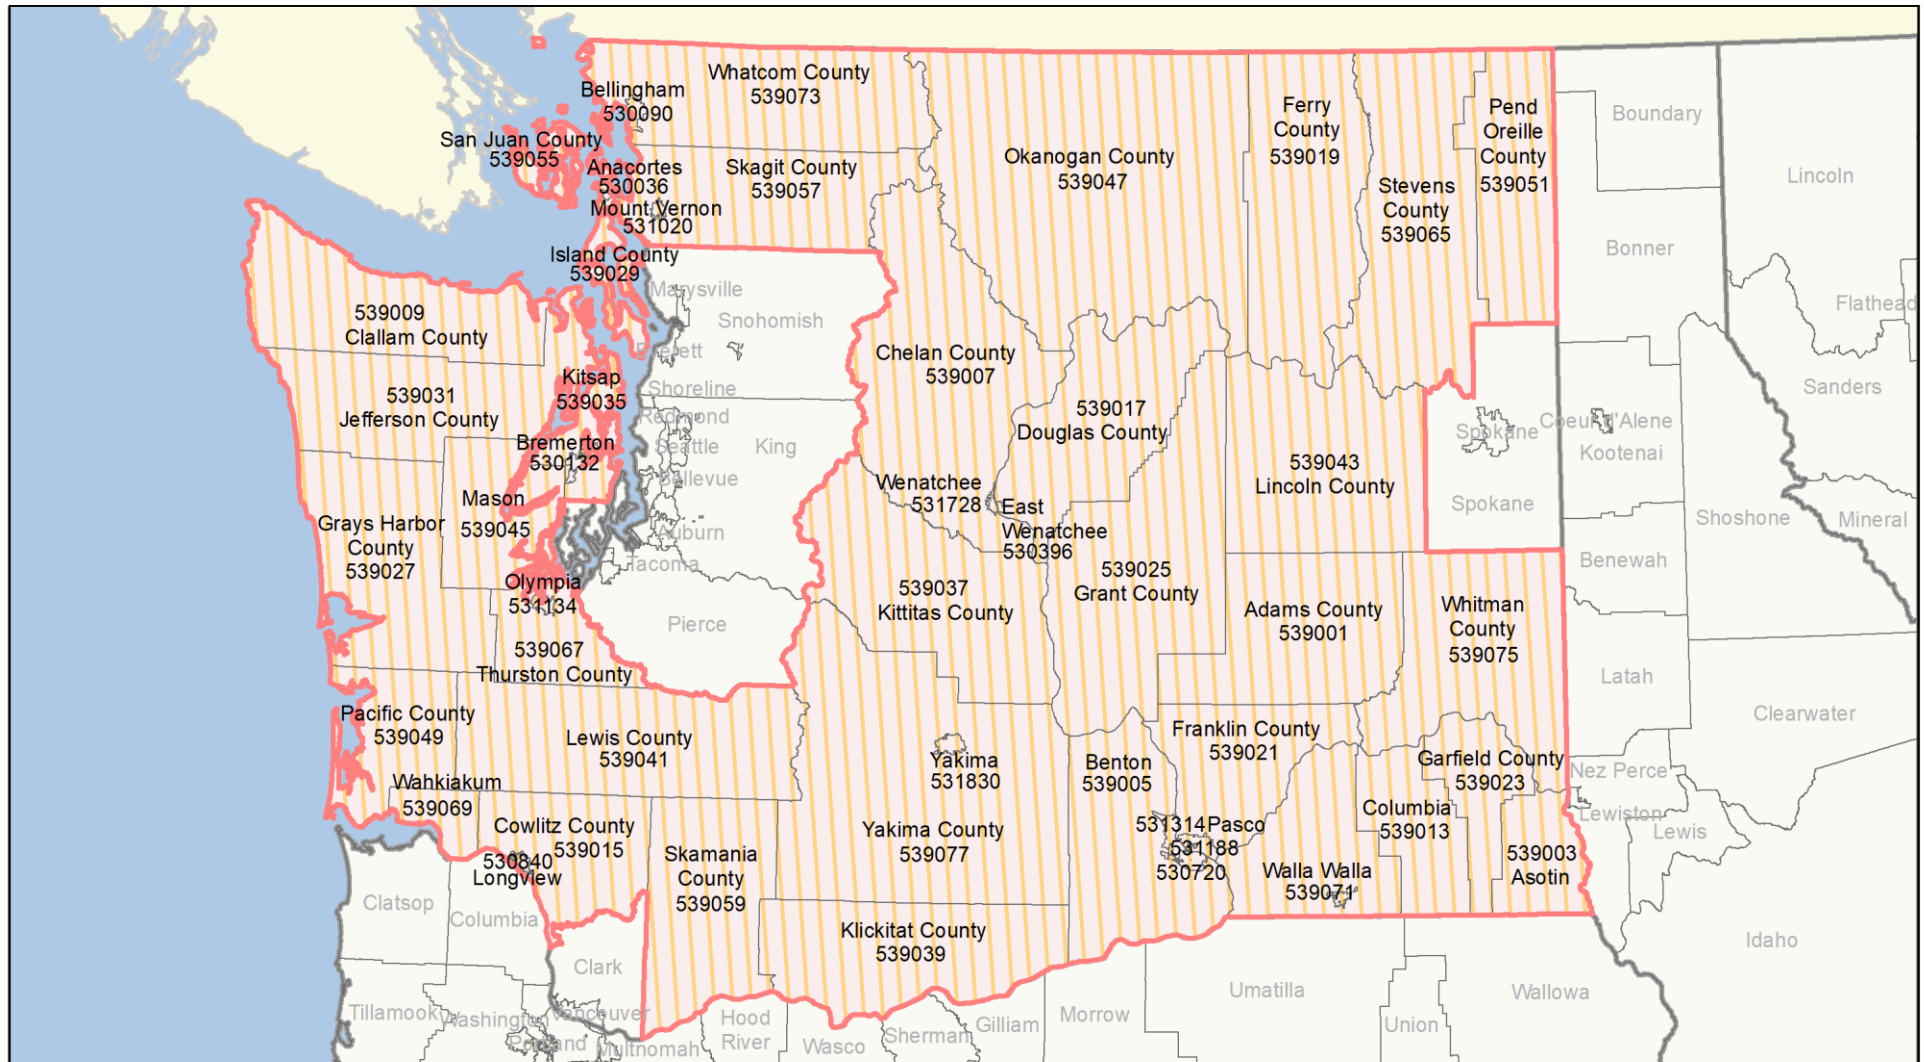 Whatcom County
539073
Bellingham
530090
San Juan County
539055
Anacortes
530036
Skagit County
539057
Mount Vernon
531020
Island County
539029
Okanogan County
539047
Ferry
County
539019
Stevens
County
539065
Pend
Oreille
County
539051
Boundary
Lincoln
Bonner
Flathead
Sanders
539009
Clallam County
539031
Jefferson County
Kitsap
539035
Bremerton
530132
Mason
539045
Grays Harbor
County
539027
Olympia
531134
539067
Thurston County
Marysville
Snohomish
Everett
Shoreline
Redmond
Seattle
King
Bellevue
Auburn
Tacoma
Pierce
Chelan County
539007
539017
Douglas County
Wenatchee
531728
East
Wenatchee
530396
539043
Lincoln County
Spokane
Spokane
Coeur d'Alene
Kootenai
Shoshone
Mineral
Benewah
539037
Kittitas County
539025
Grant County
Adams County
539001
Whitman
County
539075
Latah
Clearwater
Pacific County
539049
Lewis County
539041
Wahkiakum
539069
Cowlitz County
539015
530840
Longview
Skamania
County
539059
Yakima
531830
Yakima County
539077
Klickitat County
539039
Benton
539005
Franklin County
539021
531314
Pasco
531188
530720
Walla Walla
539071
Columbia
539013
Garfield County
539023
539003
Asotin
Nez Perce
Lewiston
Lewis
Idaho
Clatsop
Columbia
Clark
Tillamook
Washington
Vancouver
Portland
Multnomah
Hood
River
Wasco
Sherman
Gilliam
Morrow
Umatilla
Union
Wallowa